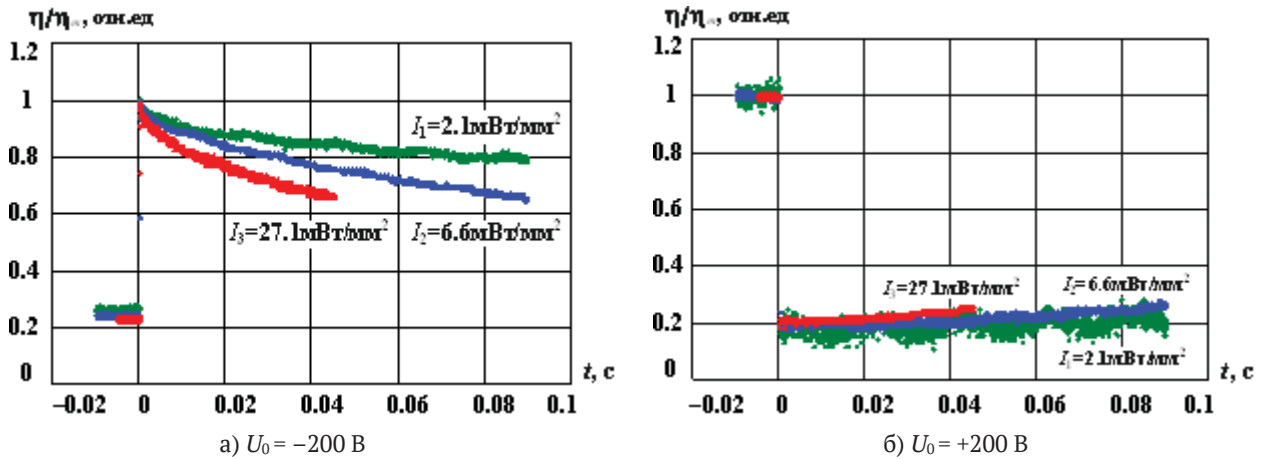 η/η∞, отн.ед
1.2
1
0.8
0.6
0.4
0.2
0
I₁=2.1мВт/мм²
I₃=27.1мВт/мм² I₂=6.6мВт/мм²
t, с
−0.02 0 0.02 0.04 0.06 0.08 0.1
а) U₀ = −200 В
η/η∞, отн.ед
1.2
1
0.8
0.6
0.4
0.2
0
I₃=27.1мВт/мм² I₂=6.6мВт/мм²
I₁=2.1мВт/мм²
t, с
−0.02 0 0.02 0.04 0.06 0.08 0.1
б) U₀ = +200 В